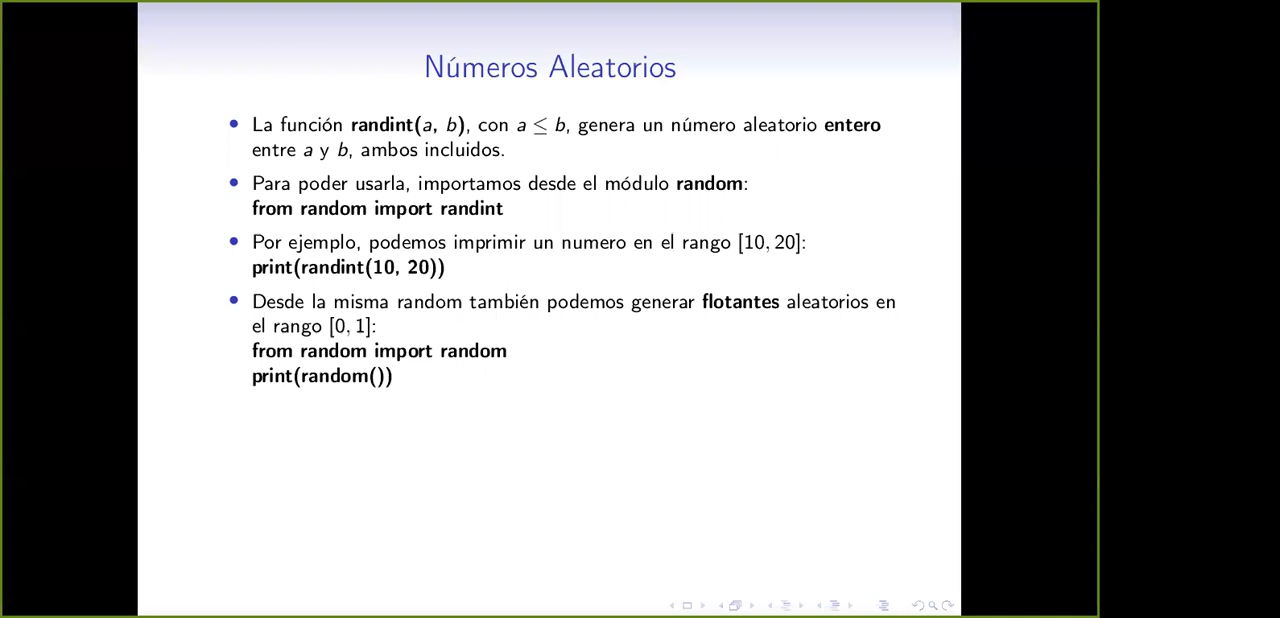 Números Aleatorios
La función randint(a, b), con a ≤ b, genera un número aleatorio entero
entre a y b, ambos incluidos.
Para poder usarla, importamos desde el módulo random:
from random import randint
Por ejemplo, podemos imprimir un numero en el rango [10, 20]:
print(randint(10, 20))
Desde la misma random también podemos generar flotantes aleatorios en
el rango [0, 1]:
from random import random
print(random())